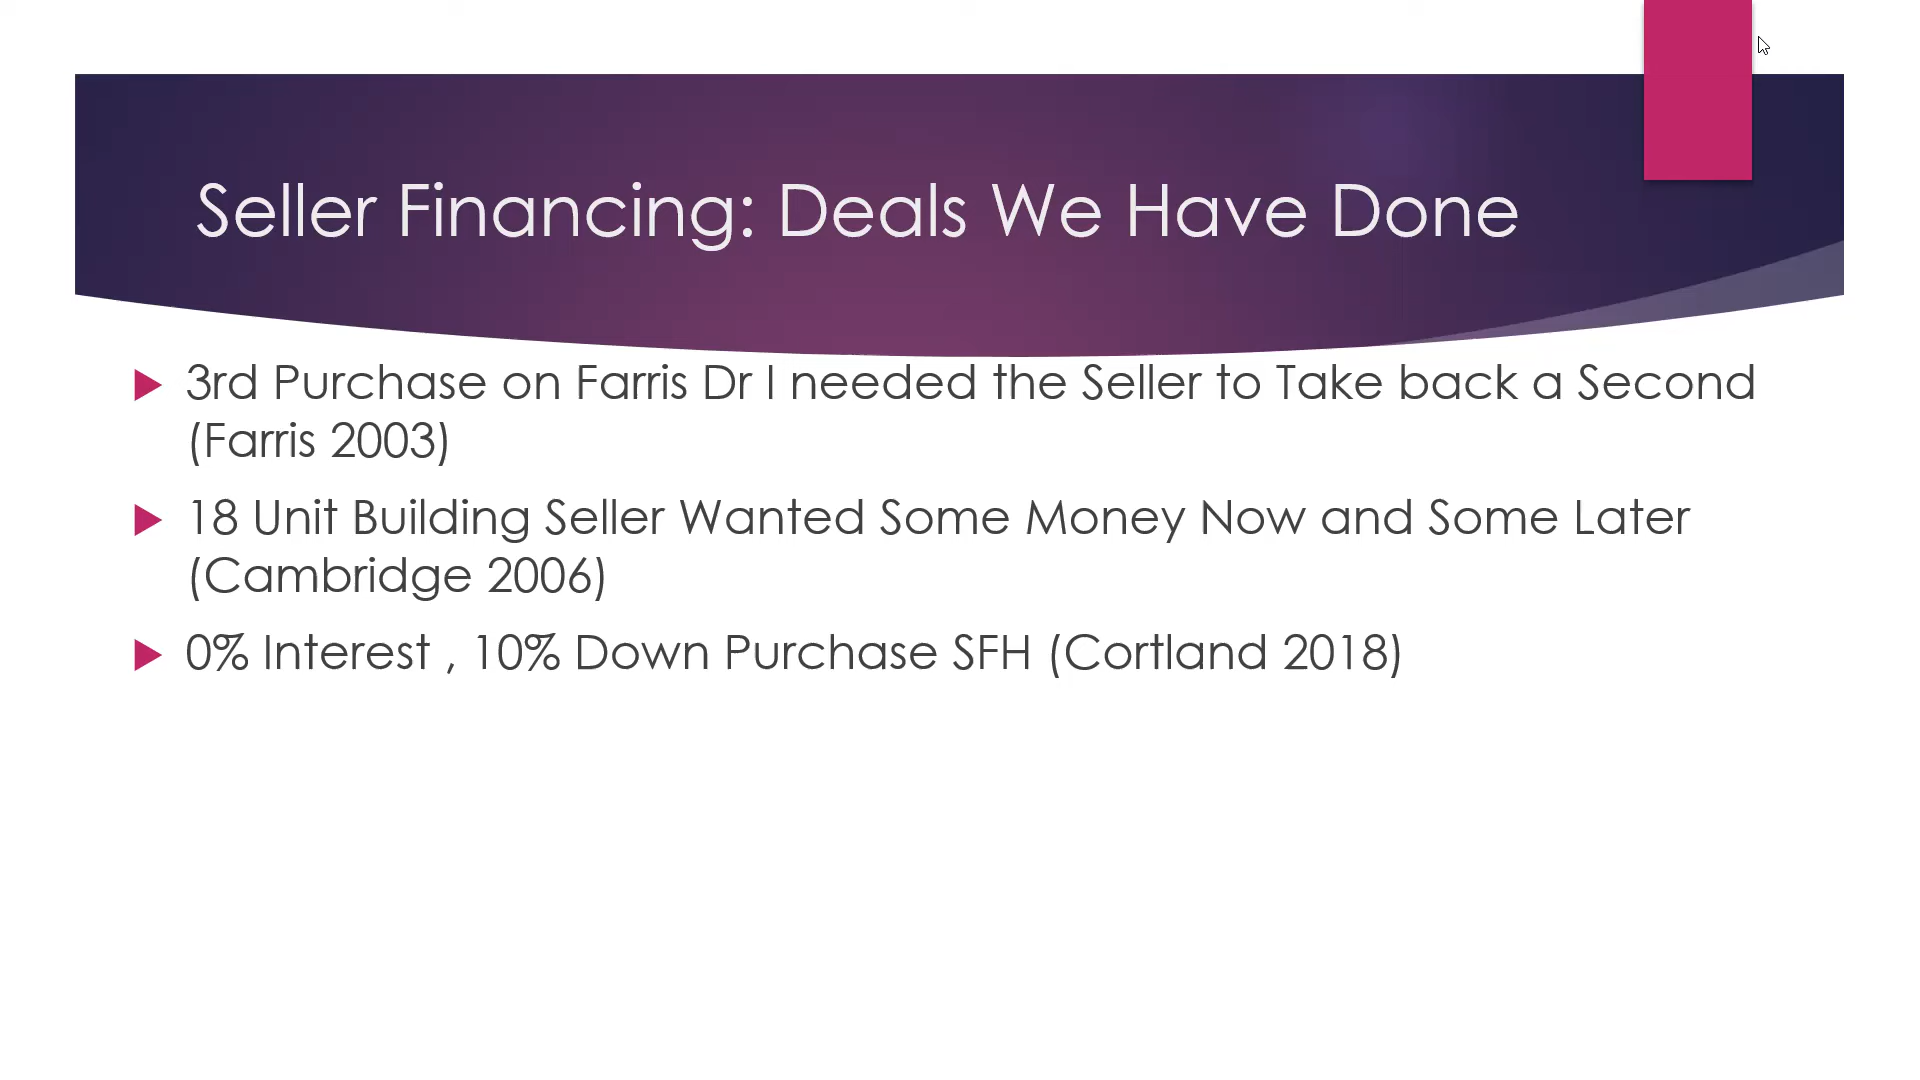 Seller Financing: Deals We Have Done
3rd Purchase on Farris Dr I needed the Seller to Take back a Second
(Farris 2003)
18 Unit Building Seller Wanted Some Money Now and Some Later
(Cambridge 2006)
0% Interest , 10% Down Purchase SFH (Cortland 2018)